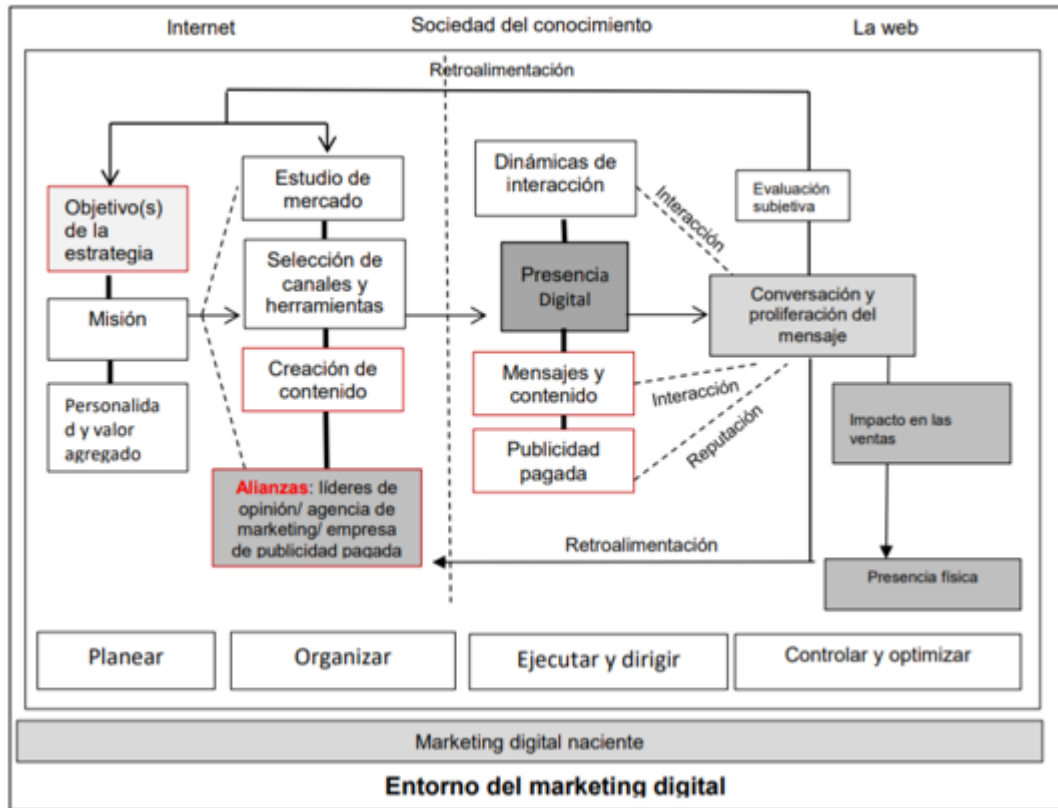 Internet
Sociedad del conocimiento
La web
Retroalimentación
Objetivo(s)
de la
estrategia
Misión
Personalida
d y valor
agregado
Estudio de
mercado
Selección de
canales y
herramientas
Creación de
contenido
Alianzas: líderes de
opinión/ agencia de
marketing/ empresa
de publicidad pagada
Dinámicas de
interacción
Presencia
Digital
Mensajes y
contenido
Publicidad
pagada
Interacción
Interacción
Reputación
Evaluación
subjetiva
Conversación y
proliferación del
mensaje
Impacto en las
ventas
Retroalimentación
Presencia física
Planear
Organizar
Ejecutar y dirigir
Controlar y optimizar
Marketing digital naciente
Entorno del marketing digital